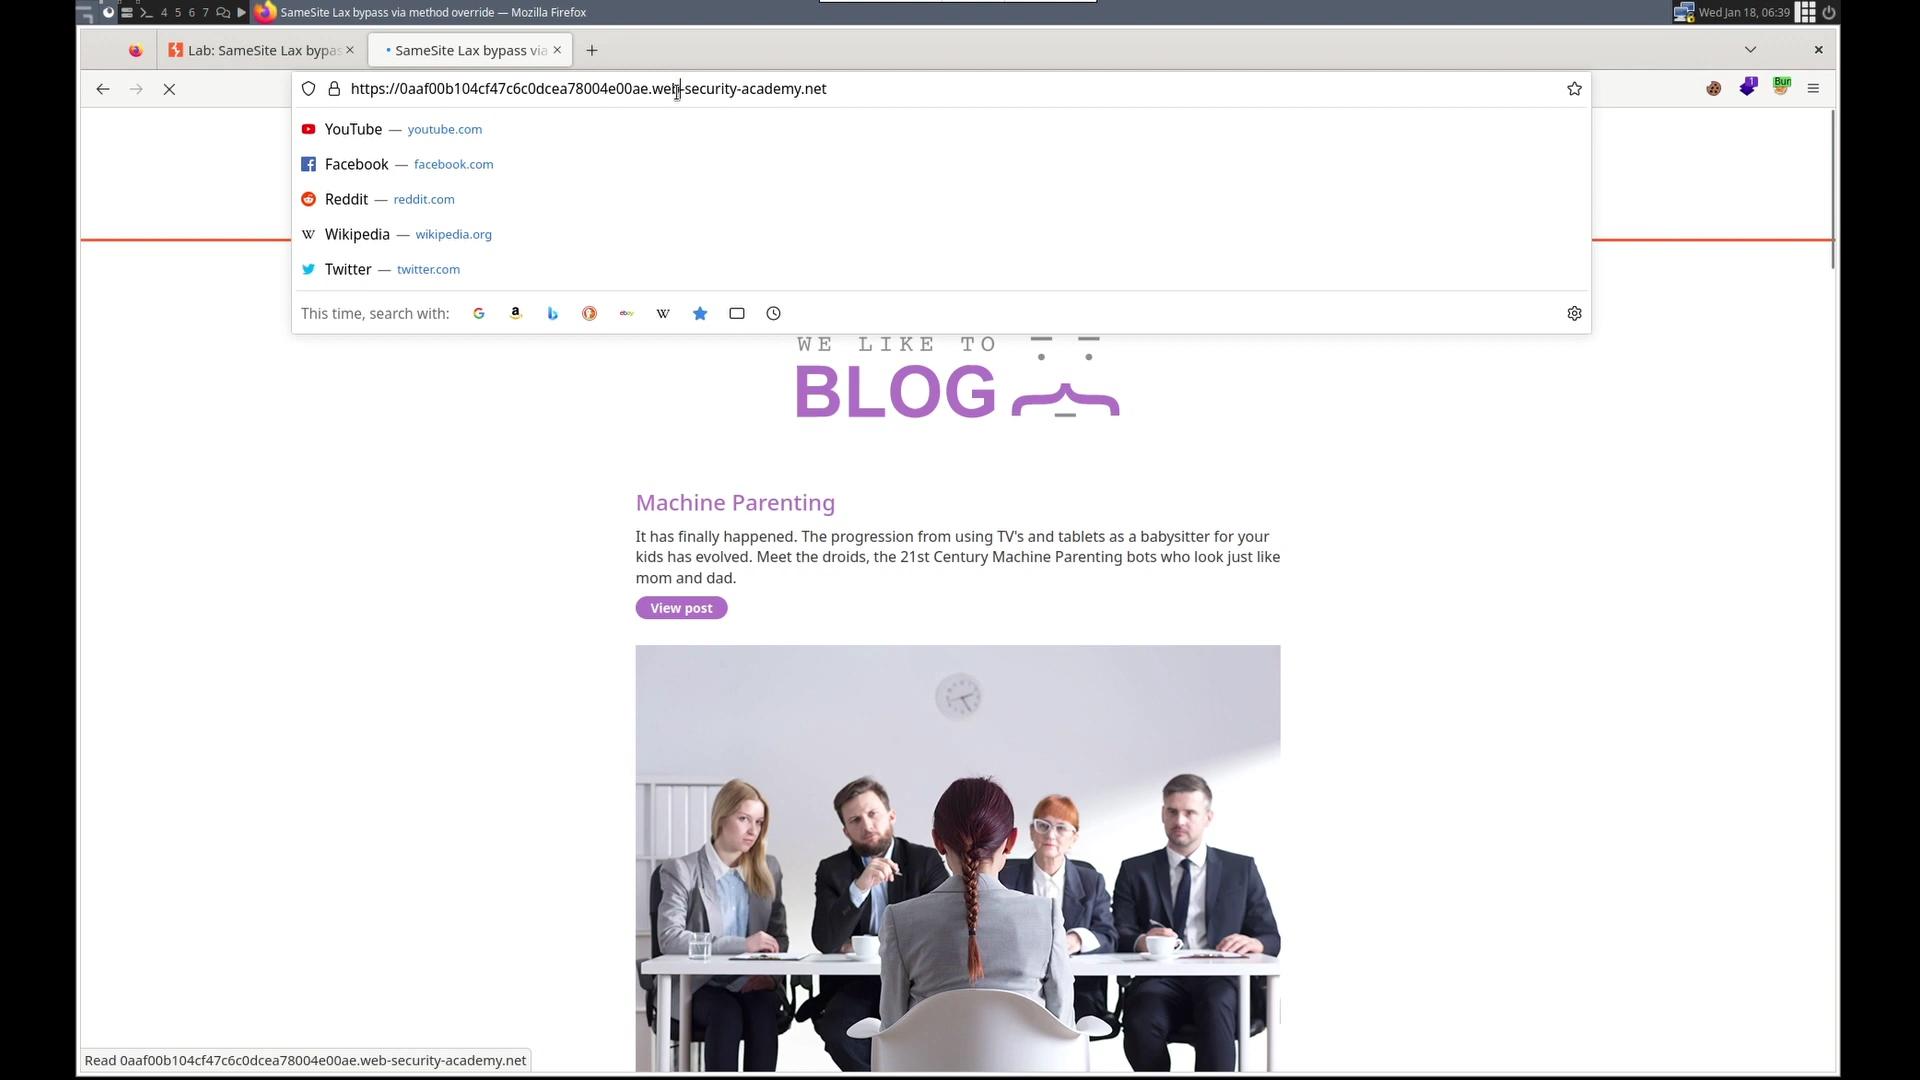 4 5 6 7
SameSite Lax bypass via method override — Mozilla Firefox
Wed Jan 18, 06:39
Lab: SameSite Lax bypas
SameSite Lax bypass via
https://0aaf00b104cf47c6c0dcea78004e00ae.web-security-academy.net
1
Bur
YouTube — youtube.com
Facebook — facebook.com
Reddit — reddit.com
W Wikipedia — wikipedia.org
Twitter — twitter.com
This time, search with: G a b ebay W
WE LIKE TO
BLOG
Machine Parenting
It has finally happened. The progression from using TV's and tablets as a babysitter for your
kids has evolved. Meet the droids, the 21st Century Machine Parenting bots who look just like
mom and dad.
View post
Read 0aaf00b104cf47c6c0dcea78004e00ae.web-security-academy.net